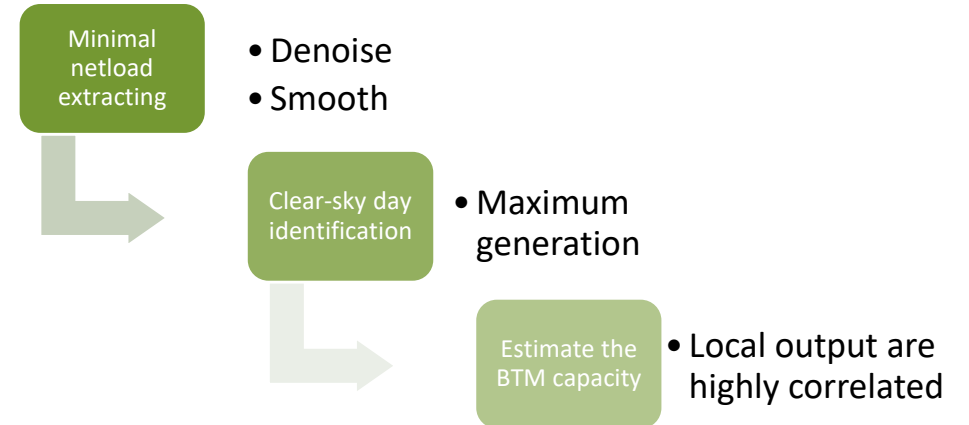 Minimal
netload
extracting
• Denoise
• Smooth
Clear-sky day
identification
• Maximum
generation
Estimate the
BTM capacity
• Local output are
highly correlated